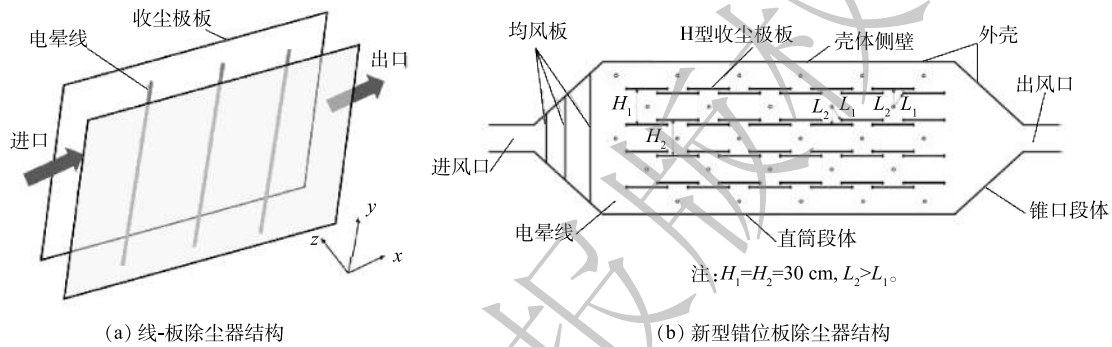 收尘极板
电晕线
出口
进口
y
z
x
(a) 线-板除尘器结构
均风板
H型收尘极板
壳体侧壁
外壳
出风口
H₁
L₂
L₁
L₂
L₁
H₂
进风口
电晕线
直筒段体
锥口段体
注:H₁=H₂=30 cm, L₂>L₁。
(b) 新型错位板除尘器结构